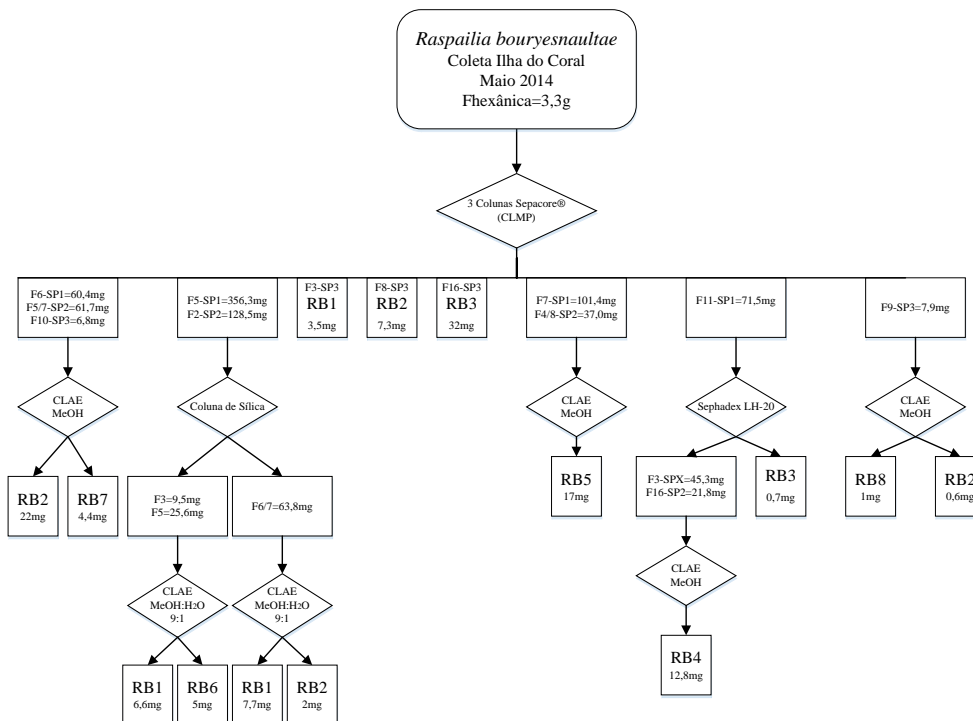 Raspailia bouryesnaultae
Coleta Ilha do Coral
Maio 2014
Fhexânica=3,3g
3 Colunas Sepacore®
(CLMP)
F6-SP1=60,4mg
F5/7-SP2=61,7mg
F10-SP3=6,8mg
F5-SP1=356,3mg
F2-SP2=128,5mg
F3-SP3
RB1
3,5mg
F8-SP3
RB2
7,3mg
F16-SP3
RB3
32mg
F7-SP1=101,4mg
F4/8-SP2=37,0mg
F11-SP1=71,5mg
F9-SP3=7,9mg
CLAE
MeOH
Coluna de Sílica
CLAE
MeOH
Sephadex LH-20
CLAE
MeOH
RB2
22mg
RB7
4,4mg
F3=9,5mg
F5=25,6mg
F6/7=63,8mg
RB5
17mg
F3-SPX=45,3mg
F16-SP2=21,8mg
RB3
0,7mg
RB8
1mg
RB2
0,6mg
CLAE
MeOH:H2O
9:1
CLAE
MeOH:H2O
9:1
CLAE
MeOH
RB1
6,6mg
RB6
5mg
RB1
7,7mg
RB2
2mg
RB4
12,8mg